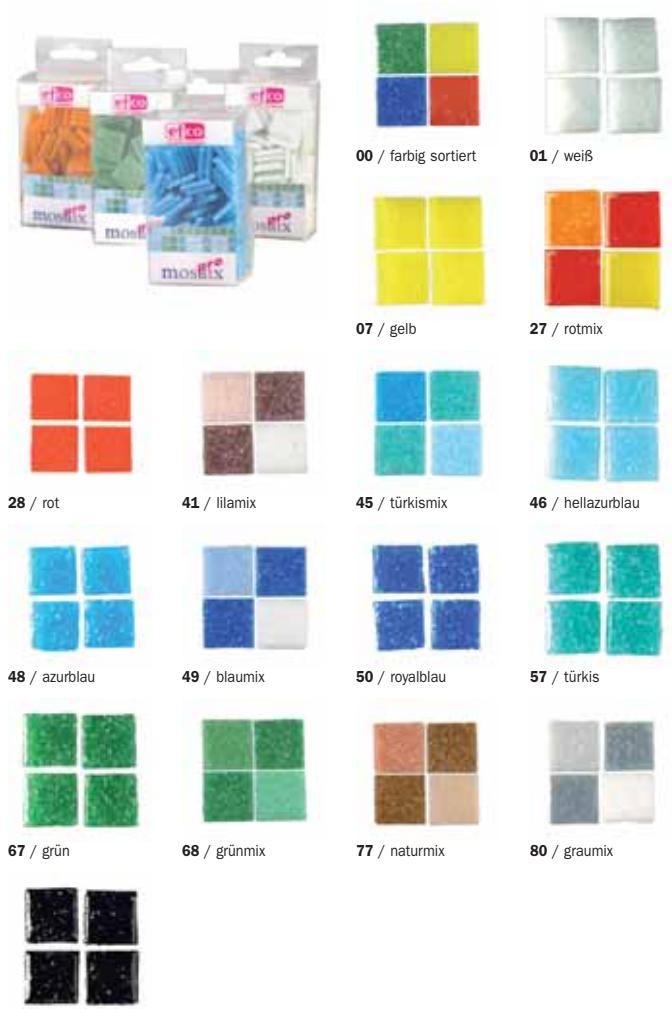 efco
efco
efco
mosaix pro
mosaix pro
00 / farbig sortiert
01 / weiß
07 / gelb
27 / rotmix
28 / rot
41 / lilamix
45 / türkismix
46 / hellazurblau
48 / azurblau
49 / blaumix
50 / royalblau
57 / türkis
67 / grün
68 / grünmix
77 / naturmix
80 / graumix